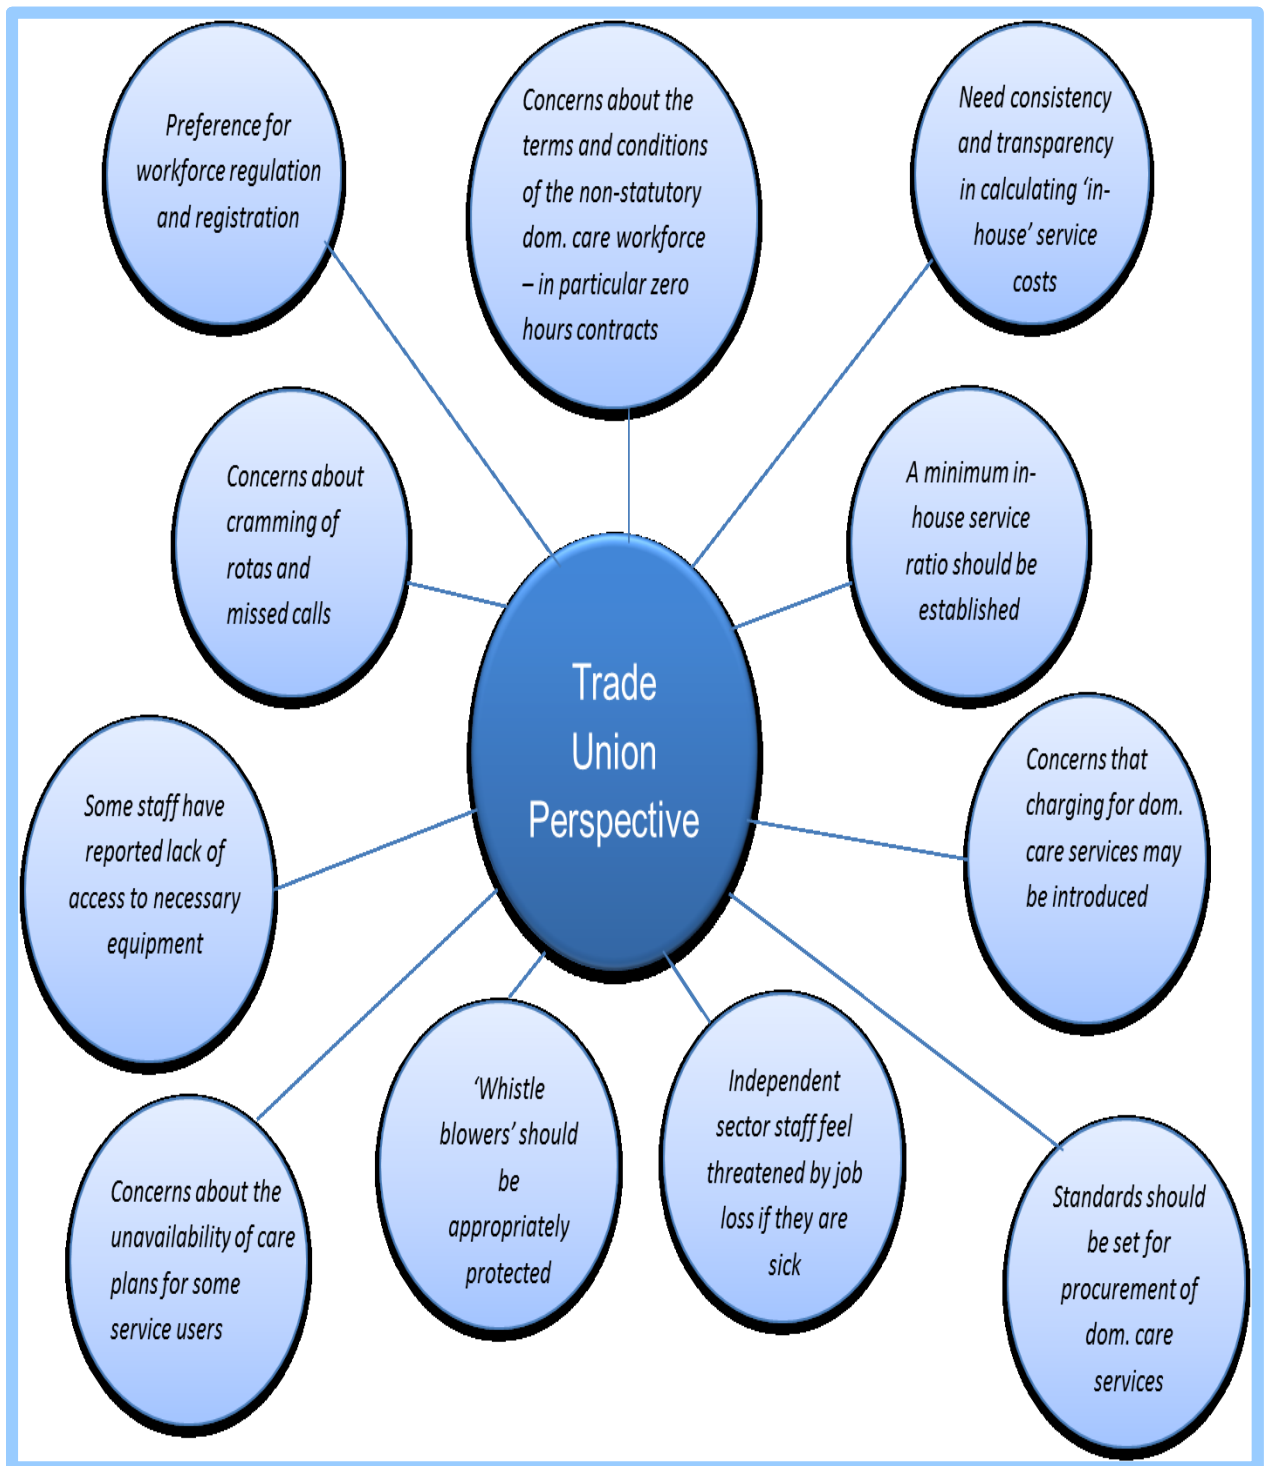 Preference for
workforce regulation
and registration
Concerns about the
terms and conditions
of the non-statutory
dom. care workforce
– in particular zero
hours contracts
Need consistency
and transparency
in calculating ‘in-
house’ service
costs
Concerns about
cramming of
rotas and
missed calls
A minimum in-
house service
ratio should be
established
Trade
Union
Perspective
Some staff have
reported lack of
access to necessary
equipment
Concerns that
charging for dom.
care services may
be introduced
Concerns about the
unavailability of care
plans for some
service users
‘Whistle
blowers’ should
be
appropriately
protected
Independent
sector staff feel
threatened by job
loss if they are
sick
Standards should
be set for
procurement of
dom. care
services